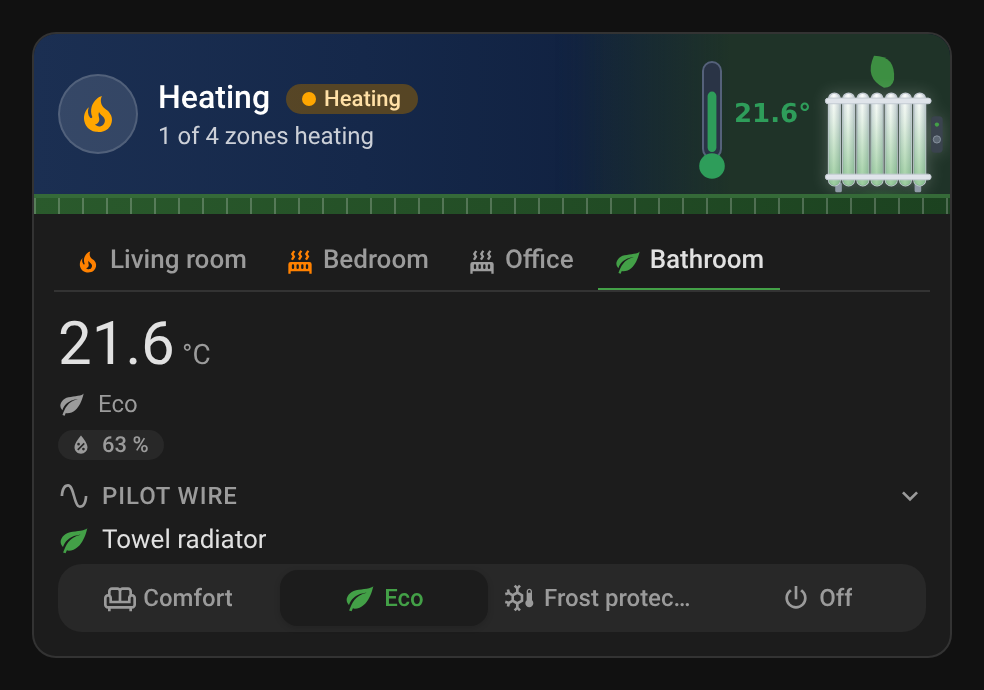 Heating Heating
1 of 4 zones heating
21.6°
Living room Bedroom Office Bathroom
21.6 °C
Eco
63 %
PILOT WIRE
Towel radiator
Comfort Eco Frost protec... Off